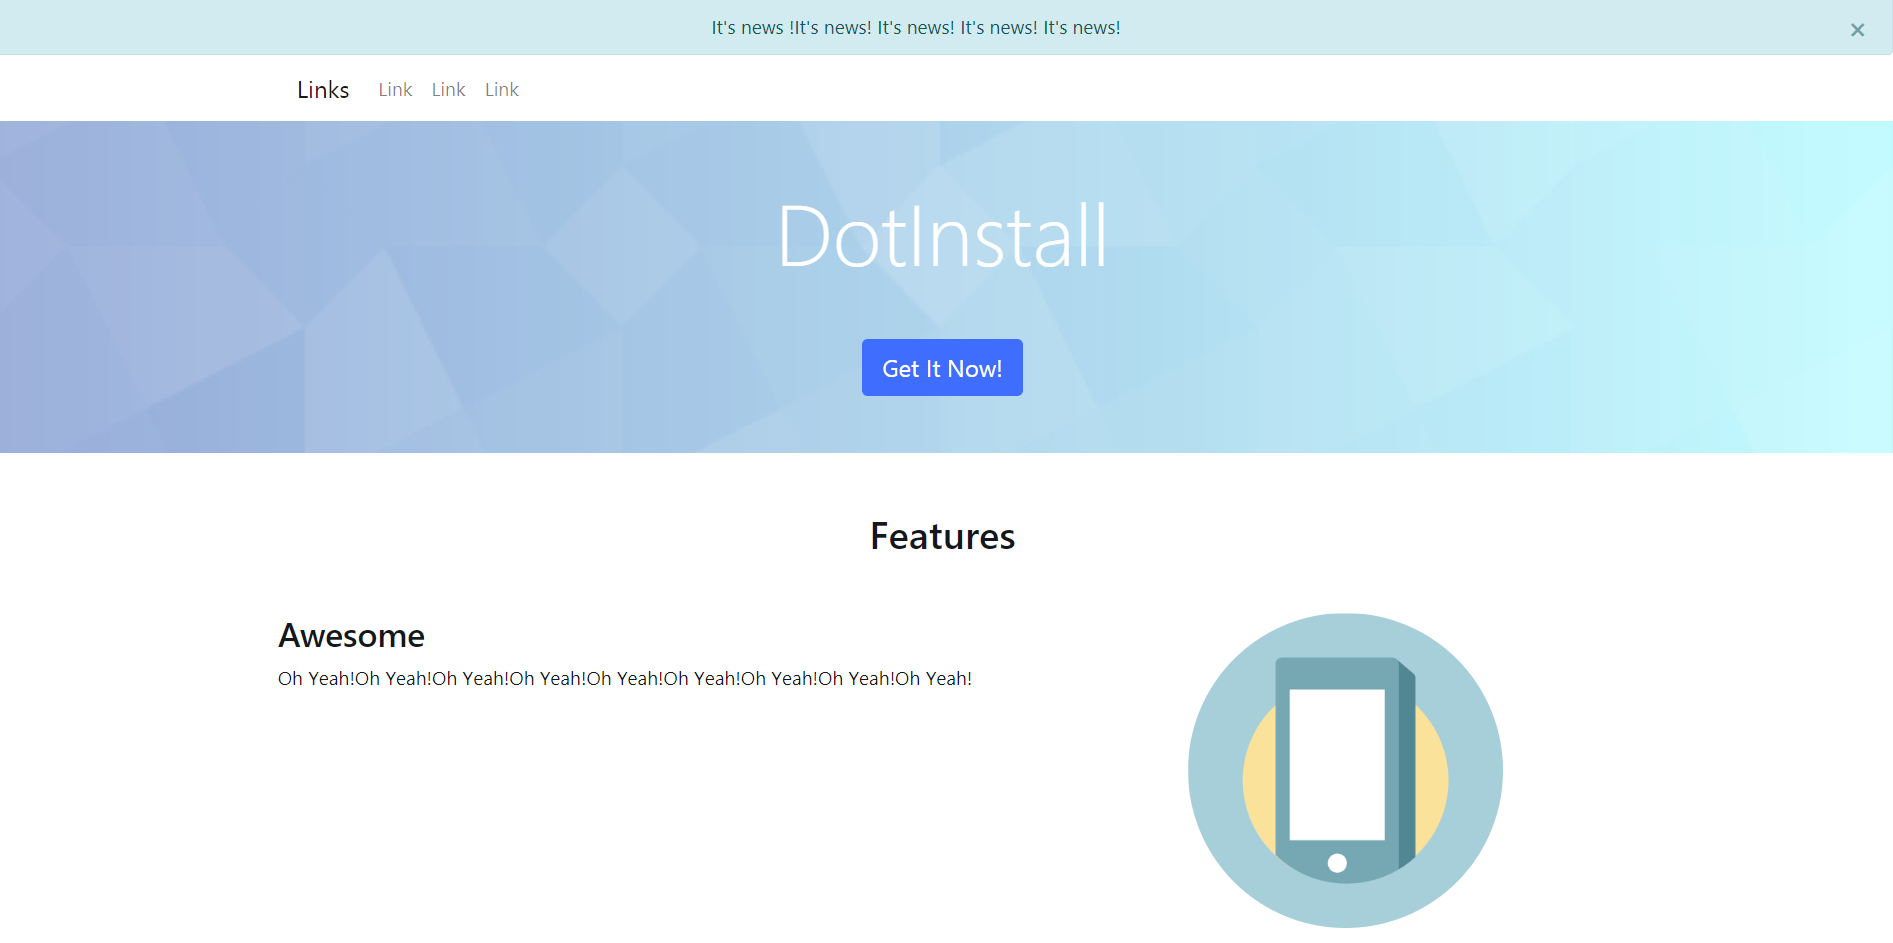 It's news !It's news! It's news! It's news! It's news! ×
Links Link Link Link
DotInstall
Get It Now!
Features
Awesome
Oh Yeah!Oh Yeah!Oh Yeah!Oh Yeah!Oh Yeah!Oh Yeah!Oh Yeah!Oh Yeah!Oh Yeah!